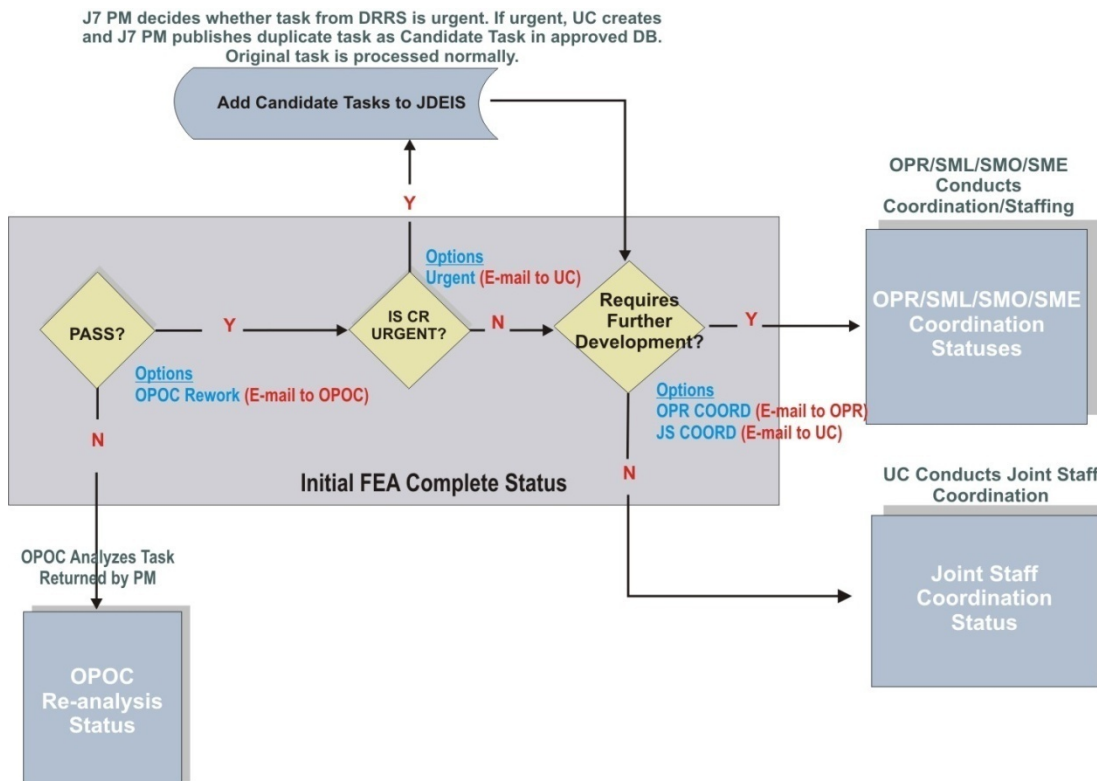 J7 PM decides whether task from DRRS is urgent. If urgent, UC creates
and J7 PM publishes duplicate task as Candidate Task in approved DB.
Original task is processed normally.
Add Candidate Tasks to JDEIS
Y
OPR/SML/SMO/SME
Conducts
Coordination/Staffing
OPR/SML/SMO/SME
Coordination
Statuses
PASS?
Y
Options
OPOC Rework (E-mail to OPOC)
N
IS CR
URGENT?
Options
Urgent (E-mail to UC)
N
Requires
Further
Development?
Y
Options
OPR COORD (E-mail to OPR)
JS COORD (E-mail to UC)
N
Initial FEA Complete Status
UC Conducts Joint Staff
Coordination
Joint Staff
Coordination
Status
OPOC Analyzes Task
Returned by PM
OPOC
Re-analysis
Status